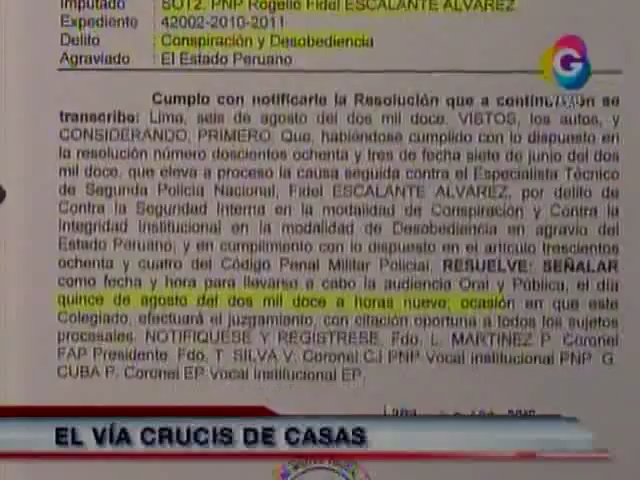 Imputado : SOT2. PNP Rogelio Fidel ESCALANTE ALVAREZ
Expediente : 42002-2010-2011
Delito : Conspiración y Desobediencia
Agraviado : El Estado Peruano
G
Cumplo con notificarle la Resolución que a continuación se
transcribe: Lima, seis de agosto del dos mil doce. VISTOS, los autos, y
CONSIDERANDO, PRIMERO. Que, habiéndose cumplido con lo dispuesto en
la resolución número doscientos ochenta y tres de fecha siete de junio del dos
mil doce, que eleva a proceso la causa seguida contra el Especialista Técnico
de Segunda Policía Nacional, Fidel ESCALANTE ALVAREZ, por delito de
Contra la Seguridad Interna en la modalidad de Conspiración y Contra la
Integridad Institucional en la modalidad de Desobediencia en agravio del
Estado Peruano, y en cumplimiento con lo dispuesto en el artículo trescientos
ochenta y cuatro del Código Penal Militar Policial, RESUELVE: SEÑALAR
como fecha y hora para llevarse a cabo la audiencia Oral y Pública, el día
quince de agosto del dos mil doce a horas nueve, ocasión en que este
Colegiado, efectuará el juzgamiento, con citación oportuna a todos los sujetos
procesales. NOTIFIQUESE Y REGISTRESE. Fdo. L. MARTINEZ P. Coronel
FAP Presidente. Fdo. T. SILVA V. Coronel CJ PNP Vocal Institucional PNP. G.
CUBA P. Coronel EP Vocal Institucional EP.
EL VÍA CRUCIS DE CASAS